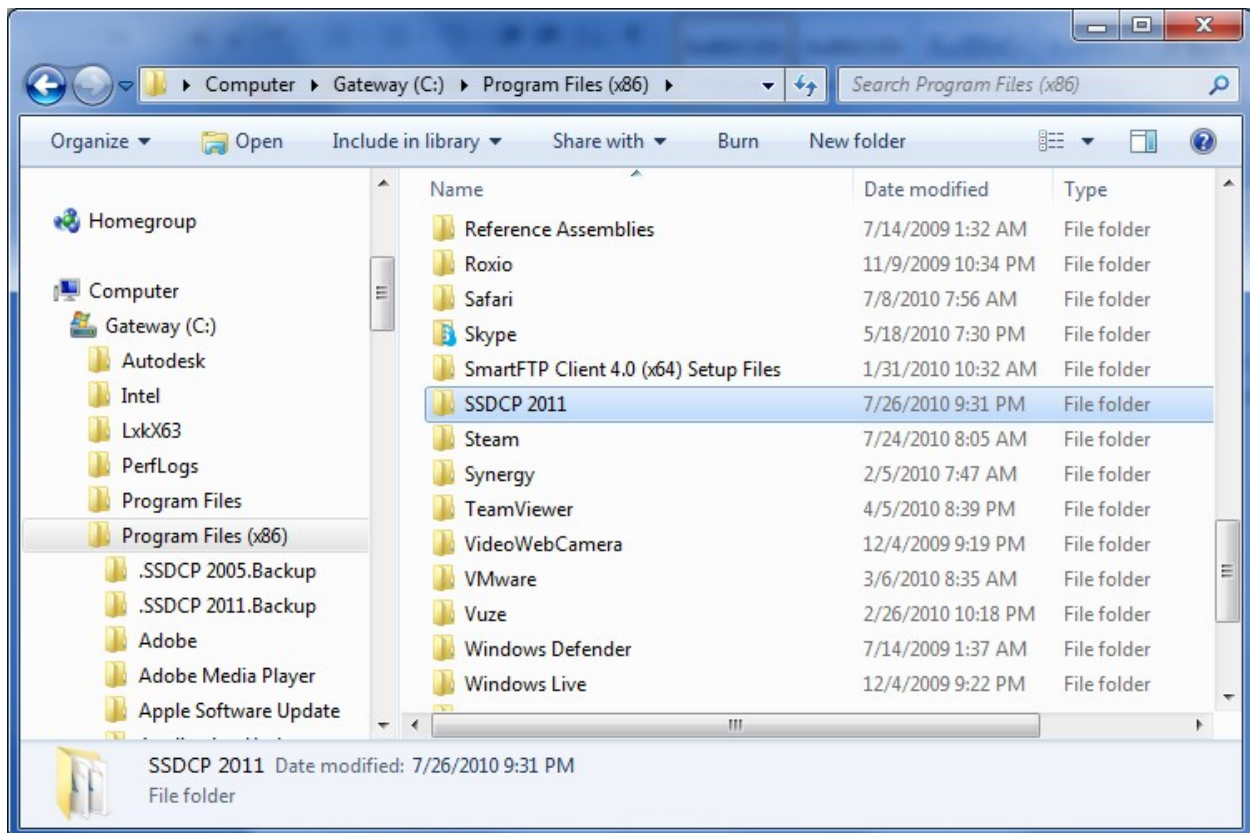 Computer Gateway (C:) Program Files (x86) Search Program Files (x86)
Organize Open Include in library Share with Burn New folder
Homegroup
Computer
Gateway (C:)
Autodesk
Intel
LxkX63
PerfLogs
Program Files
Program Files (x86)
.SSDCP 2005.Backup
.SSDCP 2011.Backup
Adobe
Adobe Media Player
Apple Software Update
Name Date modified Type
Reference Assemblies 7/14/2009 1:32 AM File folder
Roxio 11/9/2009 10:34 PM File folder
Safari 7/8/2010 7:56 AM File folder
Skype 5/18/2010 7:30 PM File folder
SmartFTP Client 4.0 (x64) Setup Files 1/31/2010 10:32 AM File folder
SSDCP 2011 7/26/2010 9:31 PM File folder
Steam 7/24/2010 8:05 AM File folder
Synergy 2/5/2010 7:47 AM File folder
TeamViewer 4/5/2010 8:39 PM File folder
VideoWebCamera 12/4/2009 9:19 PM File folder
VMware 3/6/2010 8:35 AM File folder
Vuze 2/26/2010 10:18 PM File folder
Windows Defender 7/14/2009 1:37 AM File folder
Windows Live 12/4/2009 9:22 PM File folder
SSDCP 2011 Date modified: 7/26/2010 9:31 PM
File folder